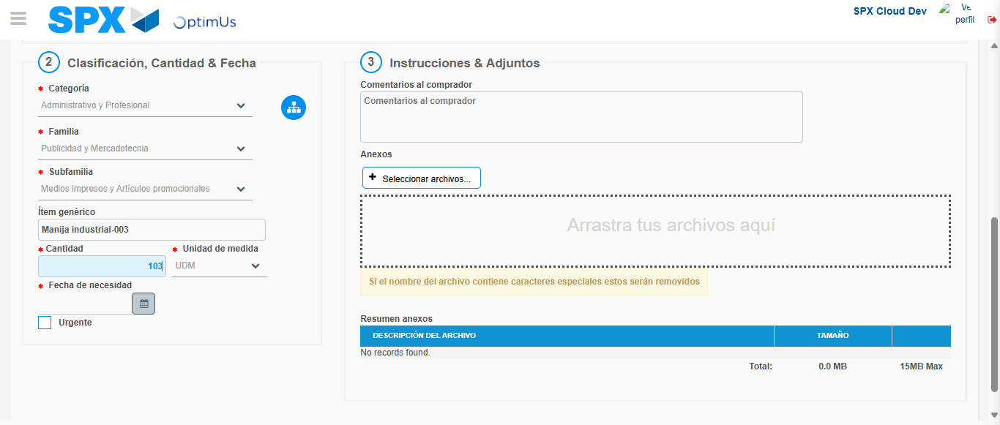 SPX
OptimUs
SPX Cloud Dev
Ve
perfil
2 Clasificación, Cantidad & Fecha
* Categoría
Administrativo y Profesional
* Familia
Publicidad y Mercadotecnia
* Subfamilia
Medios impresos y Artículos promocionales
Ítem genérico
Manija industrial-003
* Cantidad * Unidad de medida
103 UDM
* Fecha de necesidad
Urgente
3 Instrucciones & Adjuntos
Comentarios al comprador
Comentarios al comprador
Anexos
+ Seleccionar archivos...
Arrastra tus archivos aquí
Si el nombre del archivo contiene caracteres especiales estos serán removidos
Resumen anexos
DESCRIPCIÓN DEL ARCHIVO TAMAÑO
No records found.
Total: 0.0 MB 15MB Max